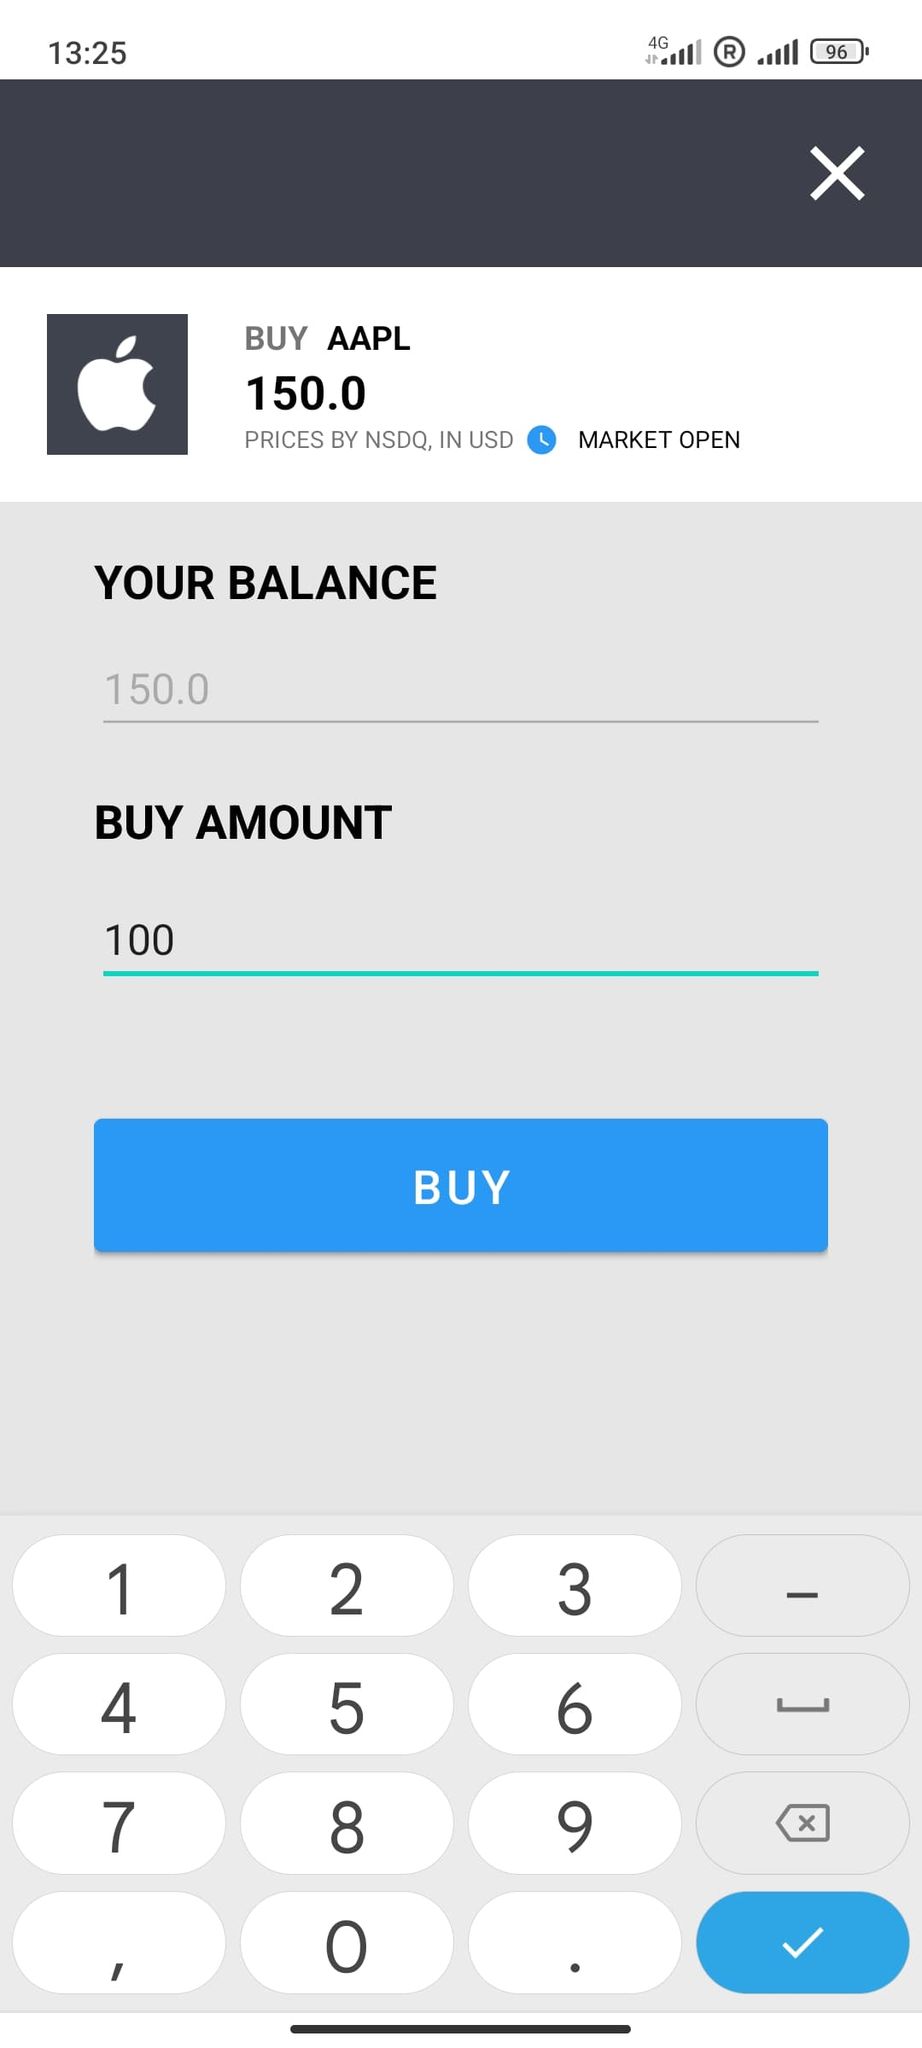 13:25 4G R 96
BUY AAPL
150.0
PRICES BY NSDQ, IN USD MARKET OPEN
YOUR BALANCE
150.0
BUY AMOUNT
100
BUY
1 2 3 –
4 5 6
7 8 9
, 0 .